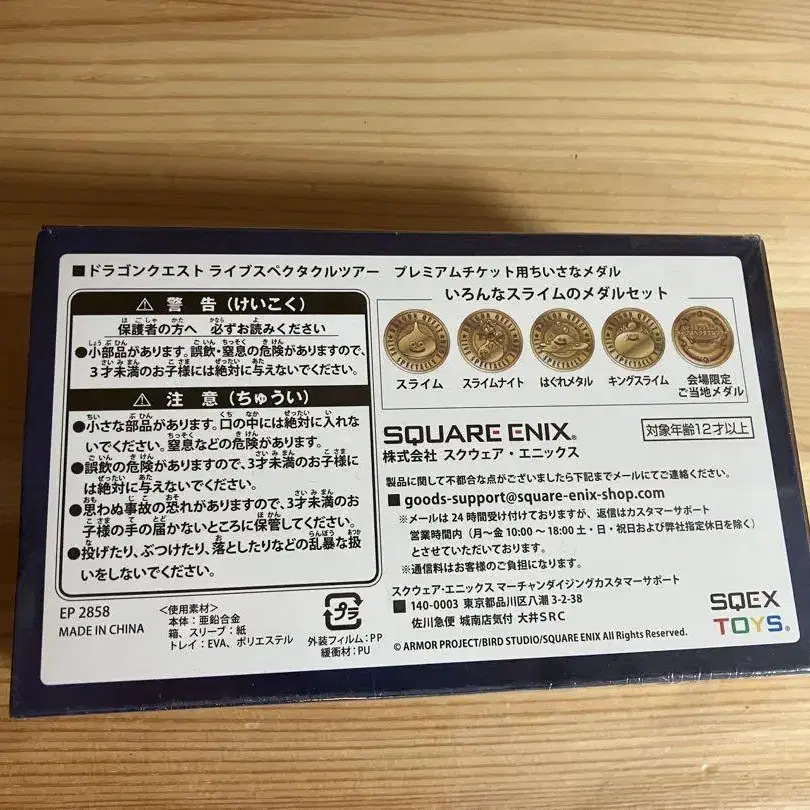 ■ドラゴンクエスト ライブスペクタクルツアー プレミアムチケット用ちいさなメダル
⚠ 警告(けいこく)
保護者の方へ 必ずお読みください
●小部品があります。誤飲・窒息の危険がありますので、
3才未満のお子様には絶対に与えないでください。
⚠ 注意(ちゅうい)
●小さな部品があります。口の中には絶対に入れな
いでください。窒息などの危険があります。
●誤飲の危険がありますので、3才未満のお子様に
は絶対に与えないでください。
●思わぬ事故の恐れがありますので、3才未満のお
子様の手の届かないところに保管してください。
●投げたり、ぶつけたり、落としたりなどの乱暴な扱
いをしないでください。
EP 2858
MADE IN CHINA
<使用素材>
本体:亜鉛合金
箱、スリーブ:紙
トレイ:EVA、ポリエステル
プラ
外装フィルム:PP
緩衝材:PU
いろんなスライムのメダルセット
スライム
スライムナイト
はぐれメタル
キングスライム
会場限定
ご当地メダル
SQUARE ENIX®
株式会社 スクウェア・エニックス
対象年齢12才以上
製品に関して不都合な点がございましたら下記までメールにてご連絡ください。
■goods-support@square-enix-shop.com
※メールは24時間受け付けておりますが、返信はカスタマーサポート
営業時間内(月〜金 10:00〜18:00 土・日・祝日および弊社指定休日を除く)
とさせていただいております。
※通信料はお客様のご負担になります。
スクウェア・エニックス マーチャンダイジングカスタマーサポート
■140-0003 東京都品川区八潮 3-2-38
佐川急便 城南店気付 大井SRC
© ARMOR PROJECT/BIRD STUDIO/SQUARE ENIX All Rights Reserved.
SQEX
TOYS®